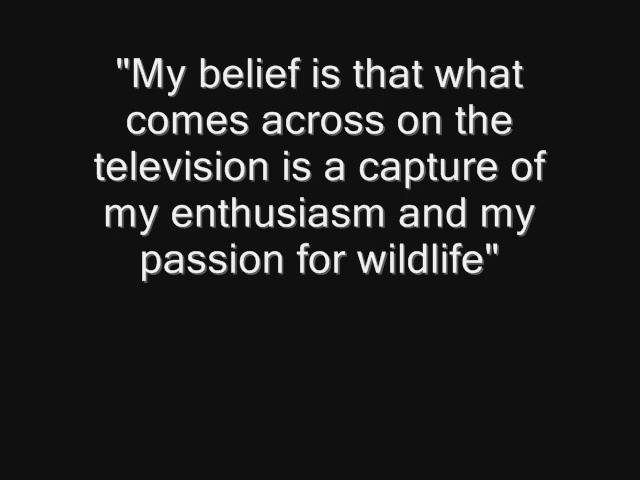 "My belief is that what
comes across on the
television is a capture of
my enthusiasm and my
passion for wildlife"